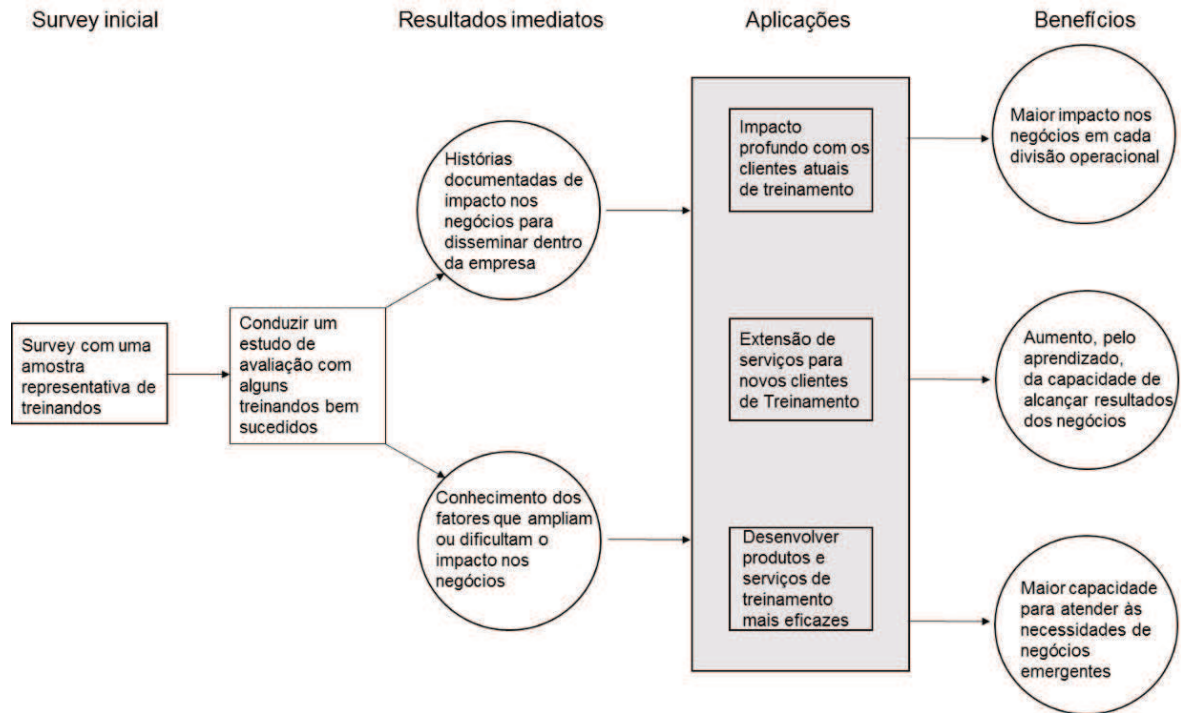 Survey inicial
Resultados imediatos
Aplicações
Benefícios
Survey com uma
amostra
representativa de
treinandos
Conduzir um
estudo de
avaliação com
alguns
treinandos bem
sucedidos
Histórias
documentadas de
impacto nos
negócios para
disseminar dentro
da empresa
Conhecimento dos
fatores que ampliam
ou dificultam o
impacto nos
negócios
Impacto
profundo com os
clientes atuais
de treinamento
Extensão de
serviços para
novos clientes
de Treinamento
Desenvolver
produtos e
serviços de
treinamento
mais eficazes
Maior impacto nos
negócios em cada
divisão operacional
Aumento, pelo
aprendizado,
da capacidade de
alcançar resultados
dos negócios
Maior capacidade
para atender às
necessidades de
negócios
emergentes